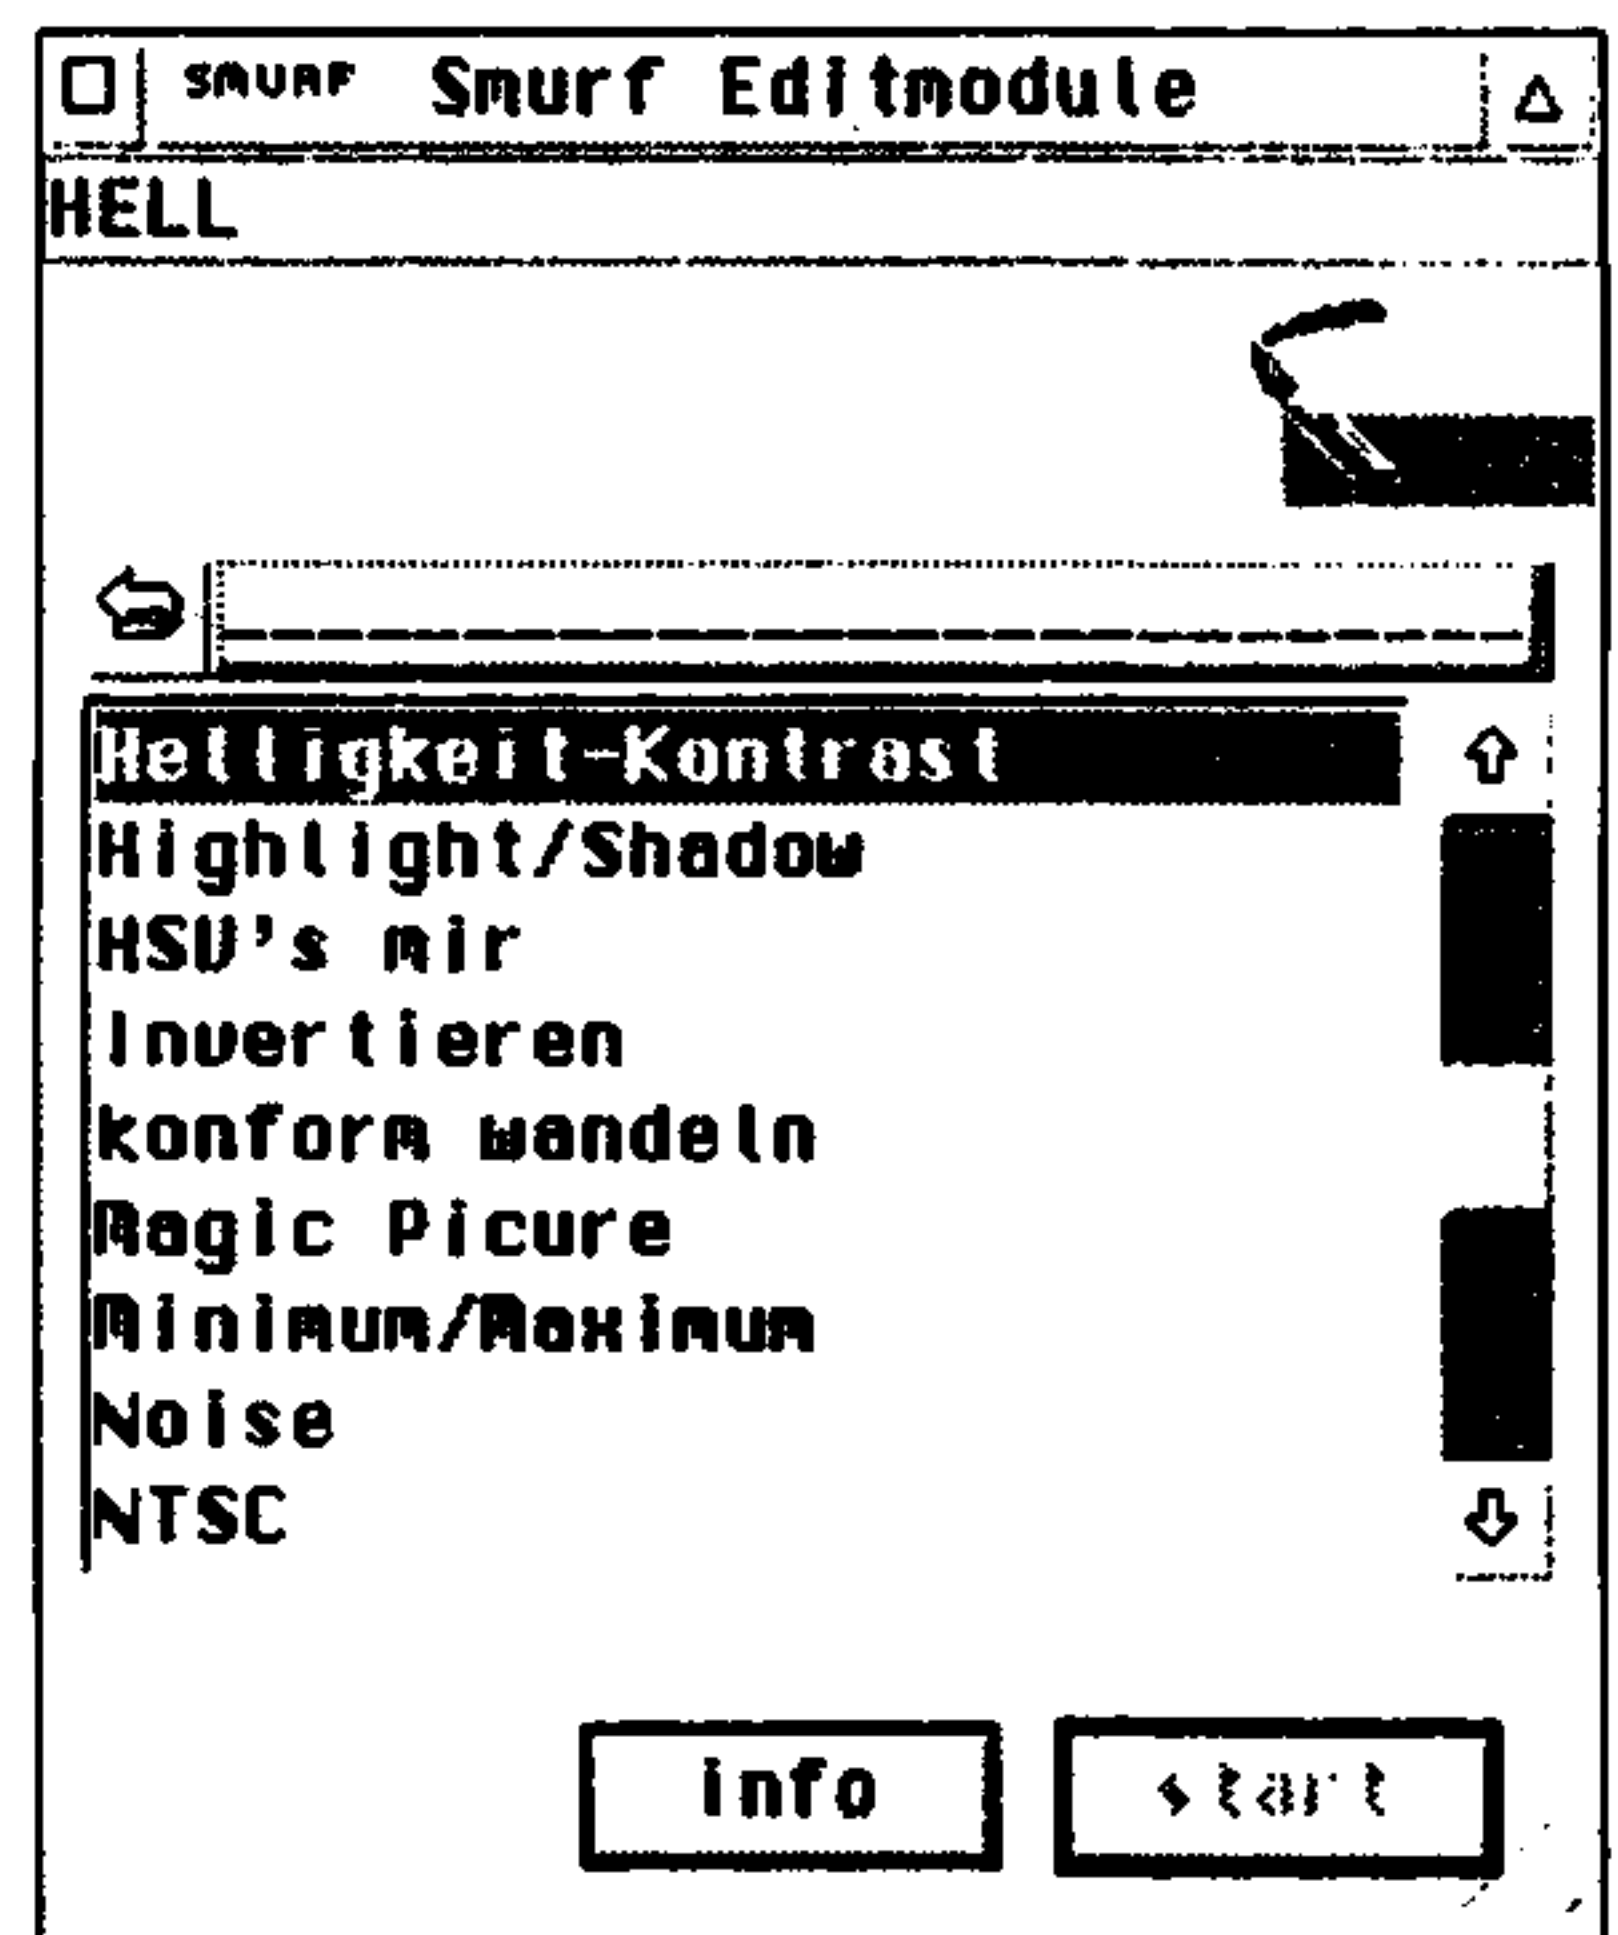 SMURF Smurf Editmodule
HELL
Helligkeit-Kontrast
Highlight/Shadow
HSV's mir
Invertieren
konform wandeln
Magic Picure
Minimum/Maximum
Noise
NTSC
info start